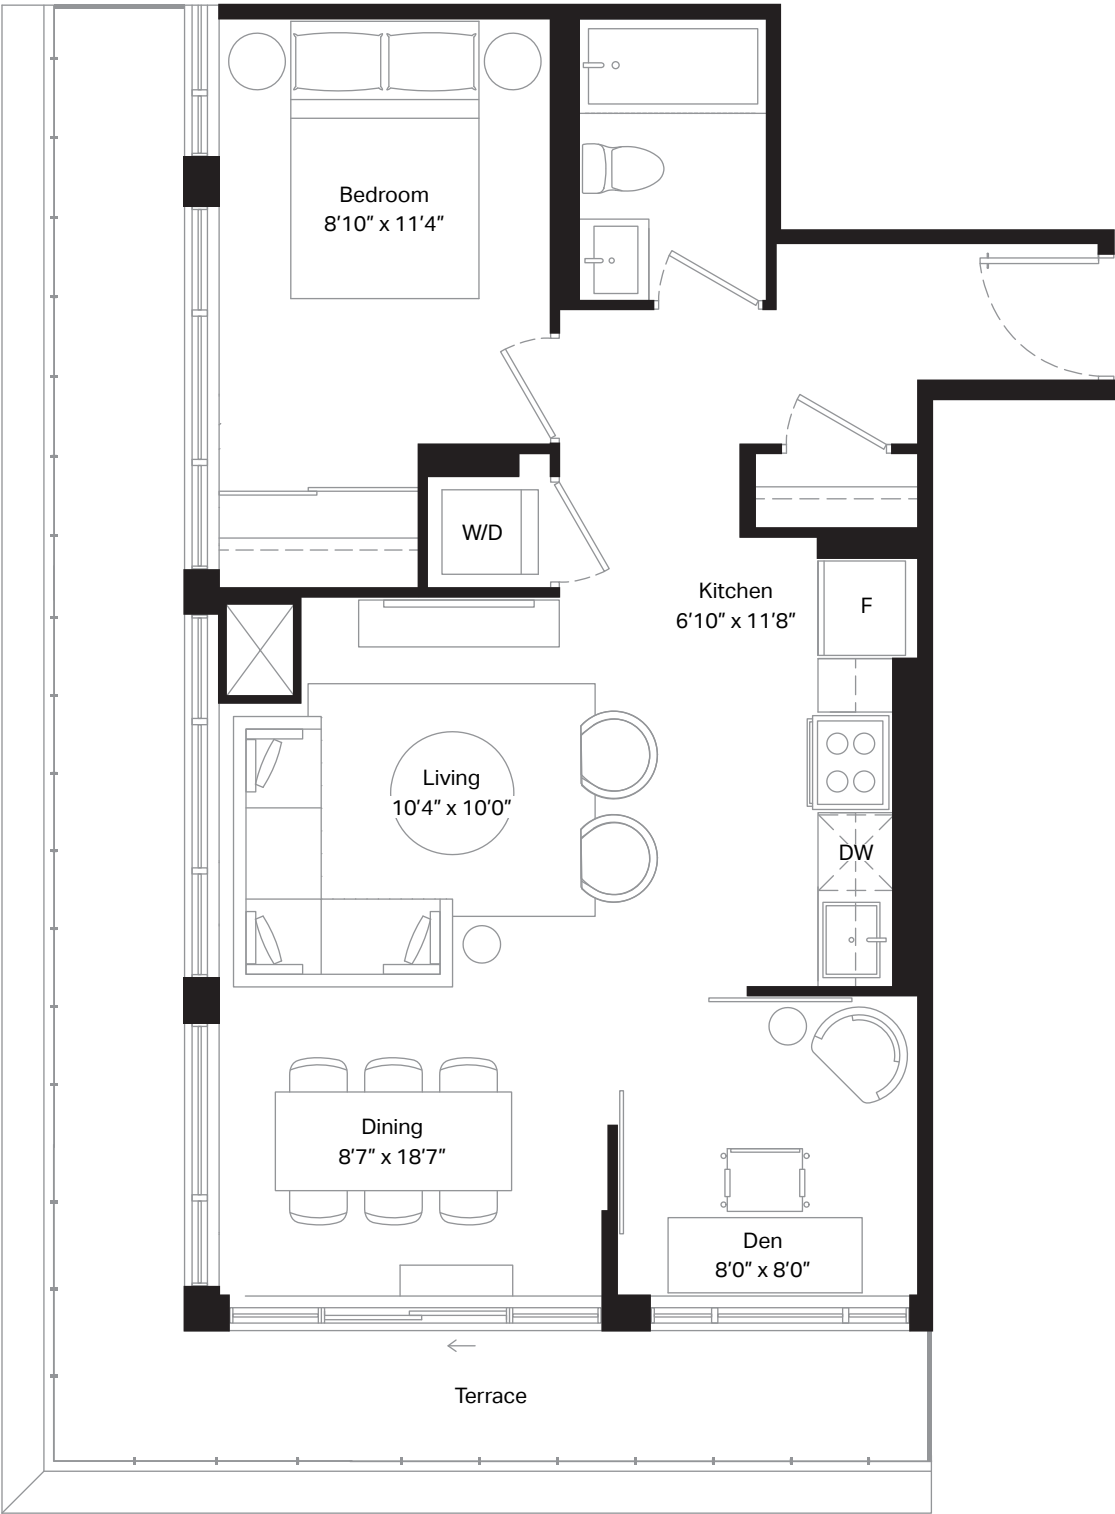 Bedroom
8'10" x 11'4"
W/D
Kitchen
6'10" x 11'8"
F
Living
10'4" x 10'0"
DW
Dining
8'7" x 18'7"
Den
8'0" x 8'0"
Terrace